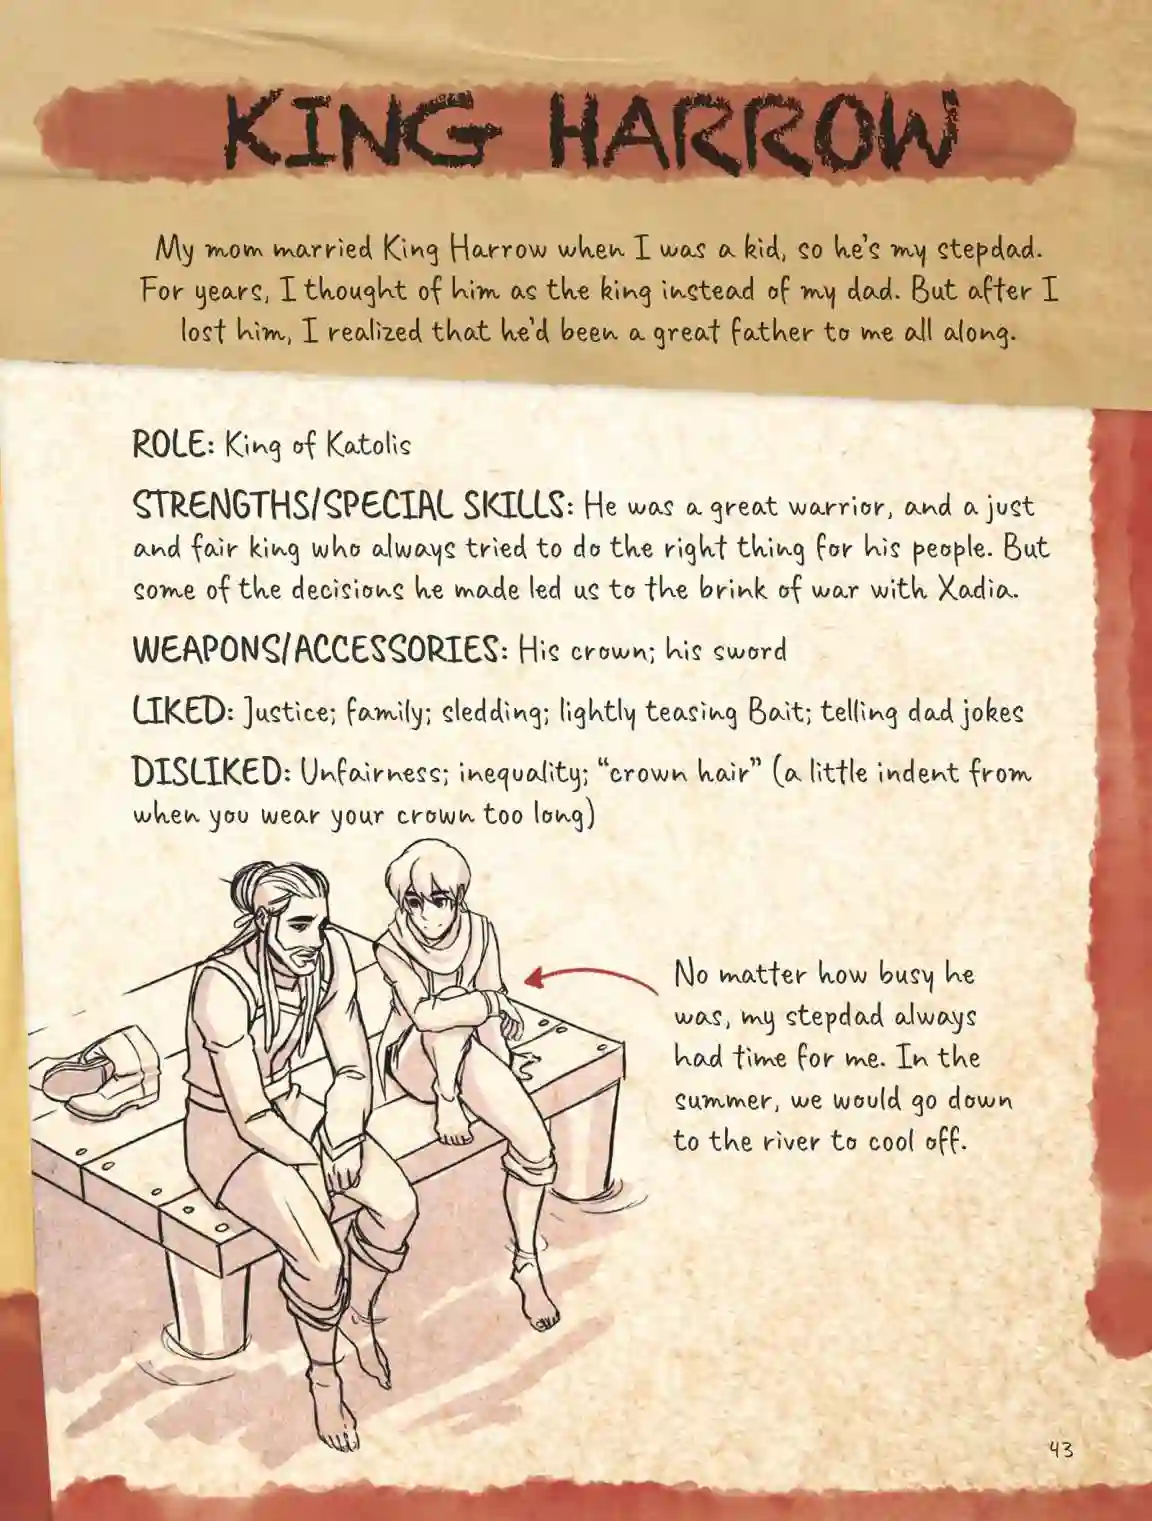 KING HARROW
My mom married King Harrow when I was a kid, so he's my stepdad.
For years, I thought of him as the king instead of my dad. But after I
lost him, I realized that he'd been a great father to me all along.
ROLE: King of Katolis
STRENGTHS/SPECIAL SKILLS: He was a great warrior, and a just
and fair king who always tried to do the right thing for his people. But
some of the decisions he made led us to the brink of war with Xadia.
WEAPONS/ACCESSORIES: His crown; his sword
LIKED: Justice; family; sledding; lightly teasing Bait; telling dad jokes
DISLIKED: Unfairness; inequality; “crown hair” (a little indent from
when you wear your crown too long)
No matter how busy he
was, my stepdad always
had time for me. In the
summer, we would go down
to the river to cool off.
43